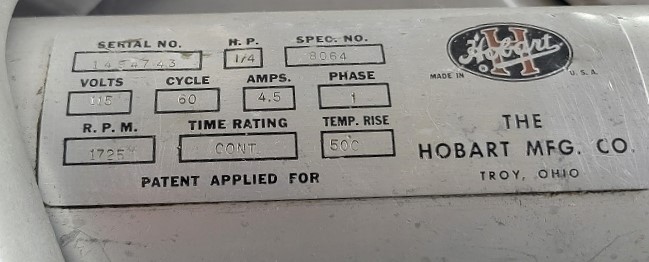 SERIAL NO. H.P. SPEC. NO.
1/4 8064
VOLTS CYCLE AMPS. PHASE
115 60 4.5 1
R. P. M. TIME RATING TEMP. RISE
1725 CONT. 50C
PATENT APPLIED FOR
Hobart
MADE IN U.S.A.
THE
HOBART MFG. CO.
TROY, OHIO